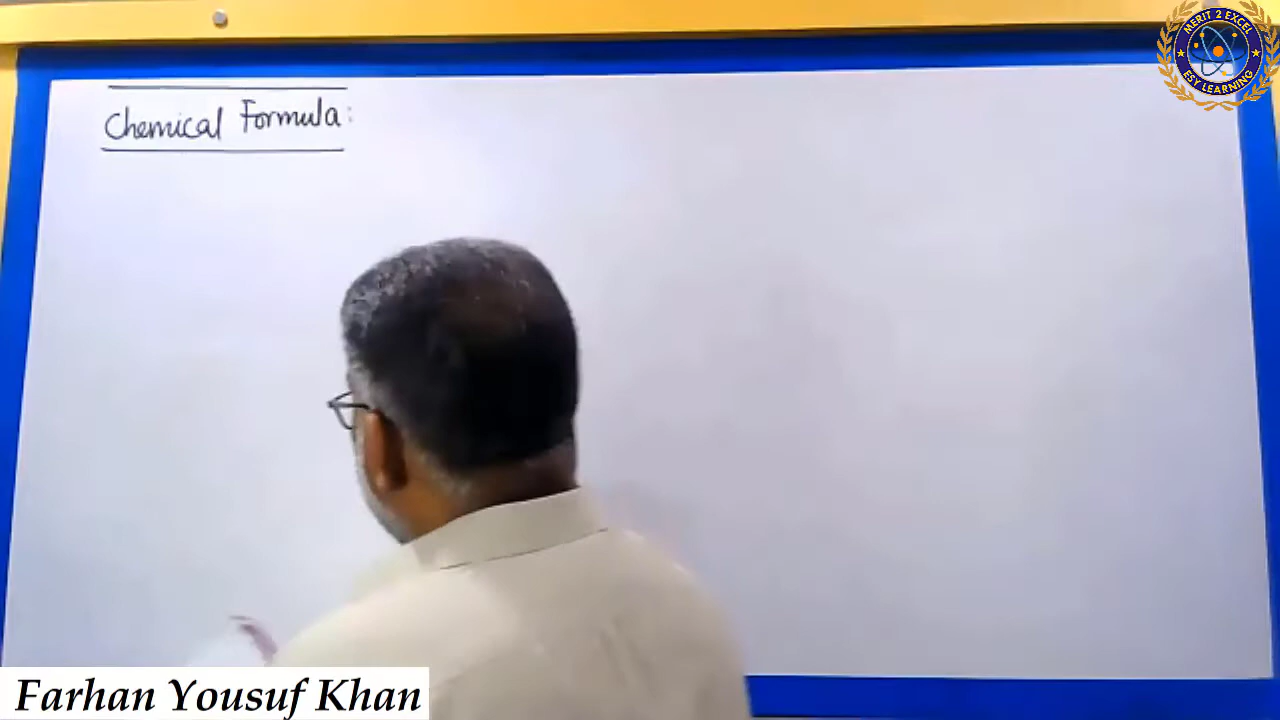 Chemical Formula:
MERIT 2 EXCEL
ESY LEARNING
Farhan Yousuf Khan